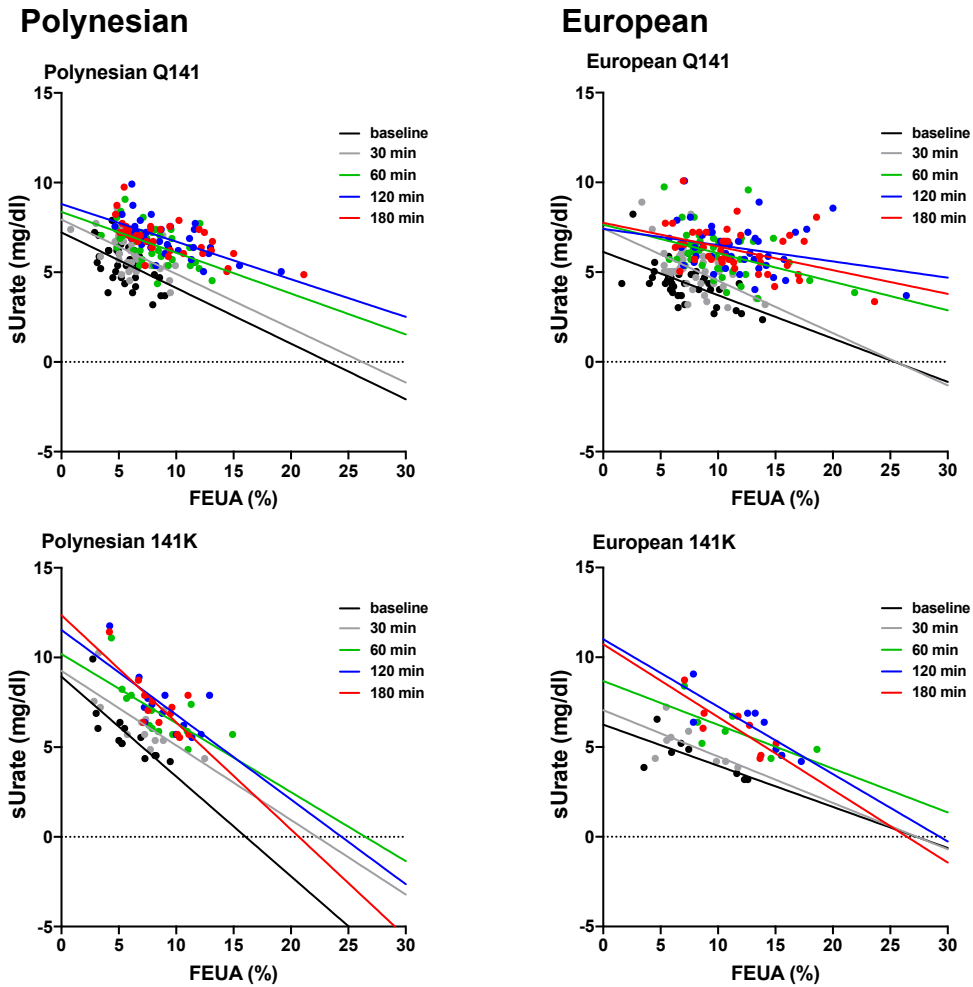 Polynesian
European
Polynesian Q141
15
10
5
0
-5
0 5 10 15 20 25 30
sUrate (mg/dl)
FEUA (%)
baseline
30 min
60 min
120 min
180 min
European Q141
15
10
5
0
-5
0 5 10 15 20 25 30
sUrate (mg/dl)
FEUA (%)
baseline
30 min
60 min
120 min
180 min
Polynesian 141K
15
10
5
0
-5
0 5 10 15 20 25 30
sUrate (mg/dl)
FEUA (%)
baseline
30 min
60 min
120 min
180 min
European 141K
15
10
5
0
-5
0 5 10 15 20 25 30
sUrate (mg/dl)
FEUA (%)
baseline
30 min
60 min
120 min
180 min